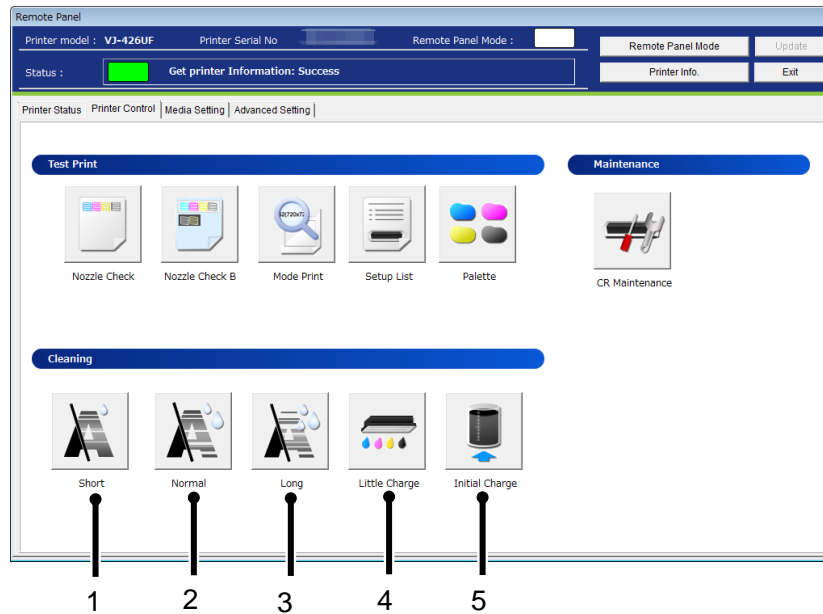 Remote Panel
Printer model : VJ-426UF Printer Serial No Remote Panel Mode :
Remote Panel Mode Update
Status : Get printer Information: Success
Printer Info. Exit
Printer Status Printer Control Media Setting Advanced Setting
Test Print Maintenance
Nozzle Check Nozzle Check B Mode Print Setup List Palette
CR Maintenance
Cleaning
Short Normal Long Little Charge Initial Charge
1 2 3 4 5